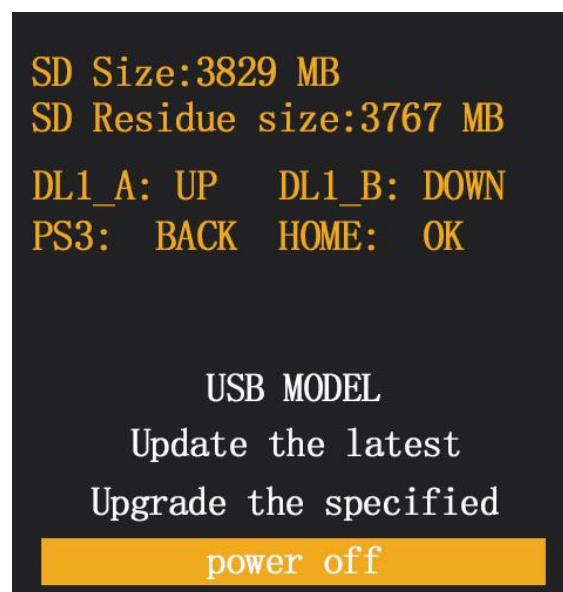 SD Size:3829 MB
SD Residue size:3767 MB
DL1_A: UP DL1_B: DOWN
PS3: BACK HOME: OK
USB MODEL
Update the latest
Upgrade the specified
power off